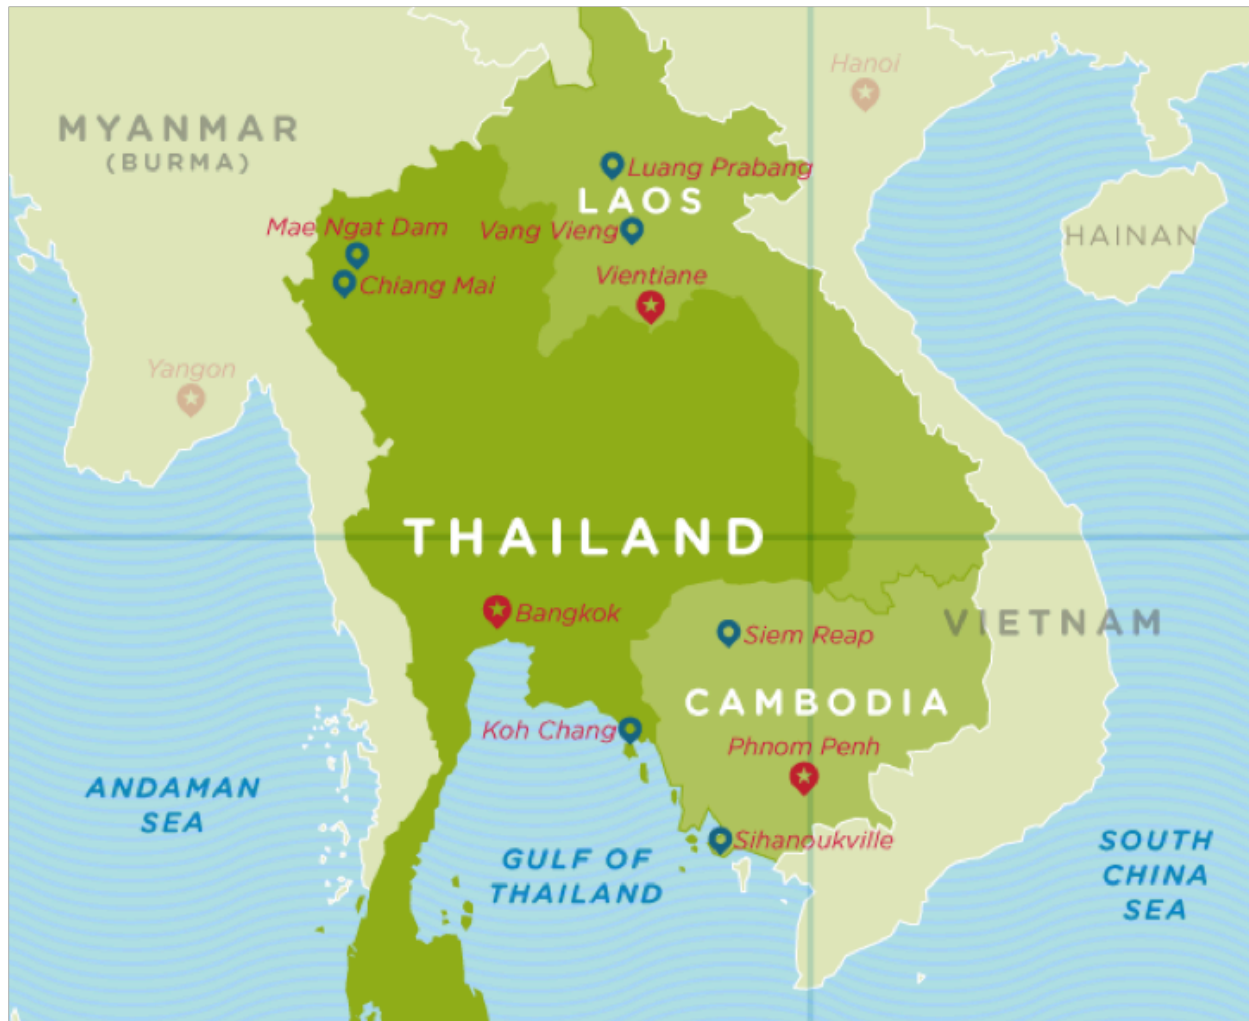 Hanoi
MYANMAR
(BURMA)
Luang Prabang
LAOS
Mae Ngat Dam
Vang Vieng
HAINAN
Vientiane
Chiang Mai
Yangon
THAILAND
Bangkok
Siem Reap
VIETNAM
CAMBODIA
Koh Chang
Phnom Penh
ANDAMAN
SEA
Sihanoukville
GULF OF
THAILAND
SOUTH
CHINA
SEA